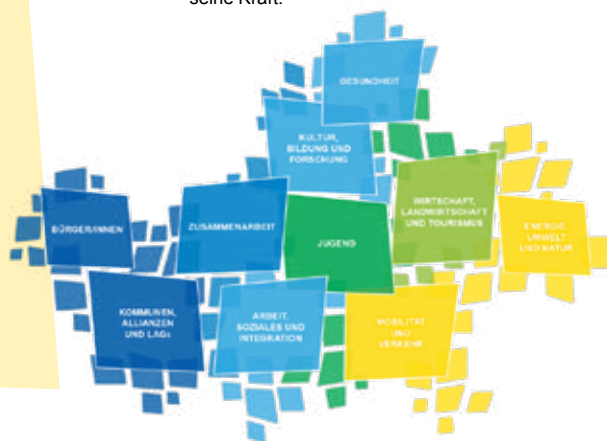 seine Kraft.
GESUNDHEIT
KULTUR,
BILDUNG UND
FORSCHUNG
BÜRGER/INNEN
ZUSAMMENARBEIT
JUGEND
WIRTSCHAFT,
LANDWIRTSCHAFT
UND TOURISMUS
ENERGIE,
UMWELT
UND NATUR
KOMMUNEN,
ALLIANZEN
UND LAGs
ARBEIT,
SOZIALES UND
INTEGRATION
MOBILITÄT
UND
VERKEHR